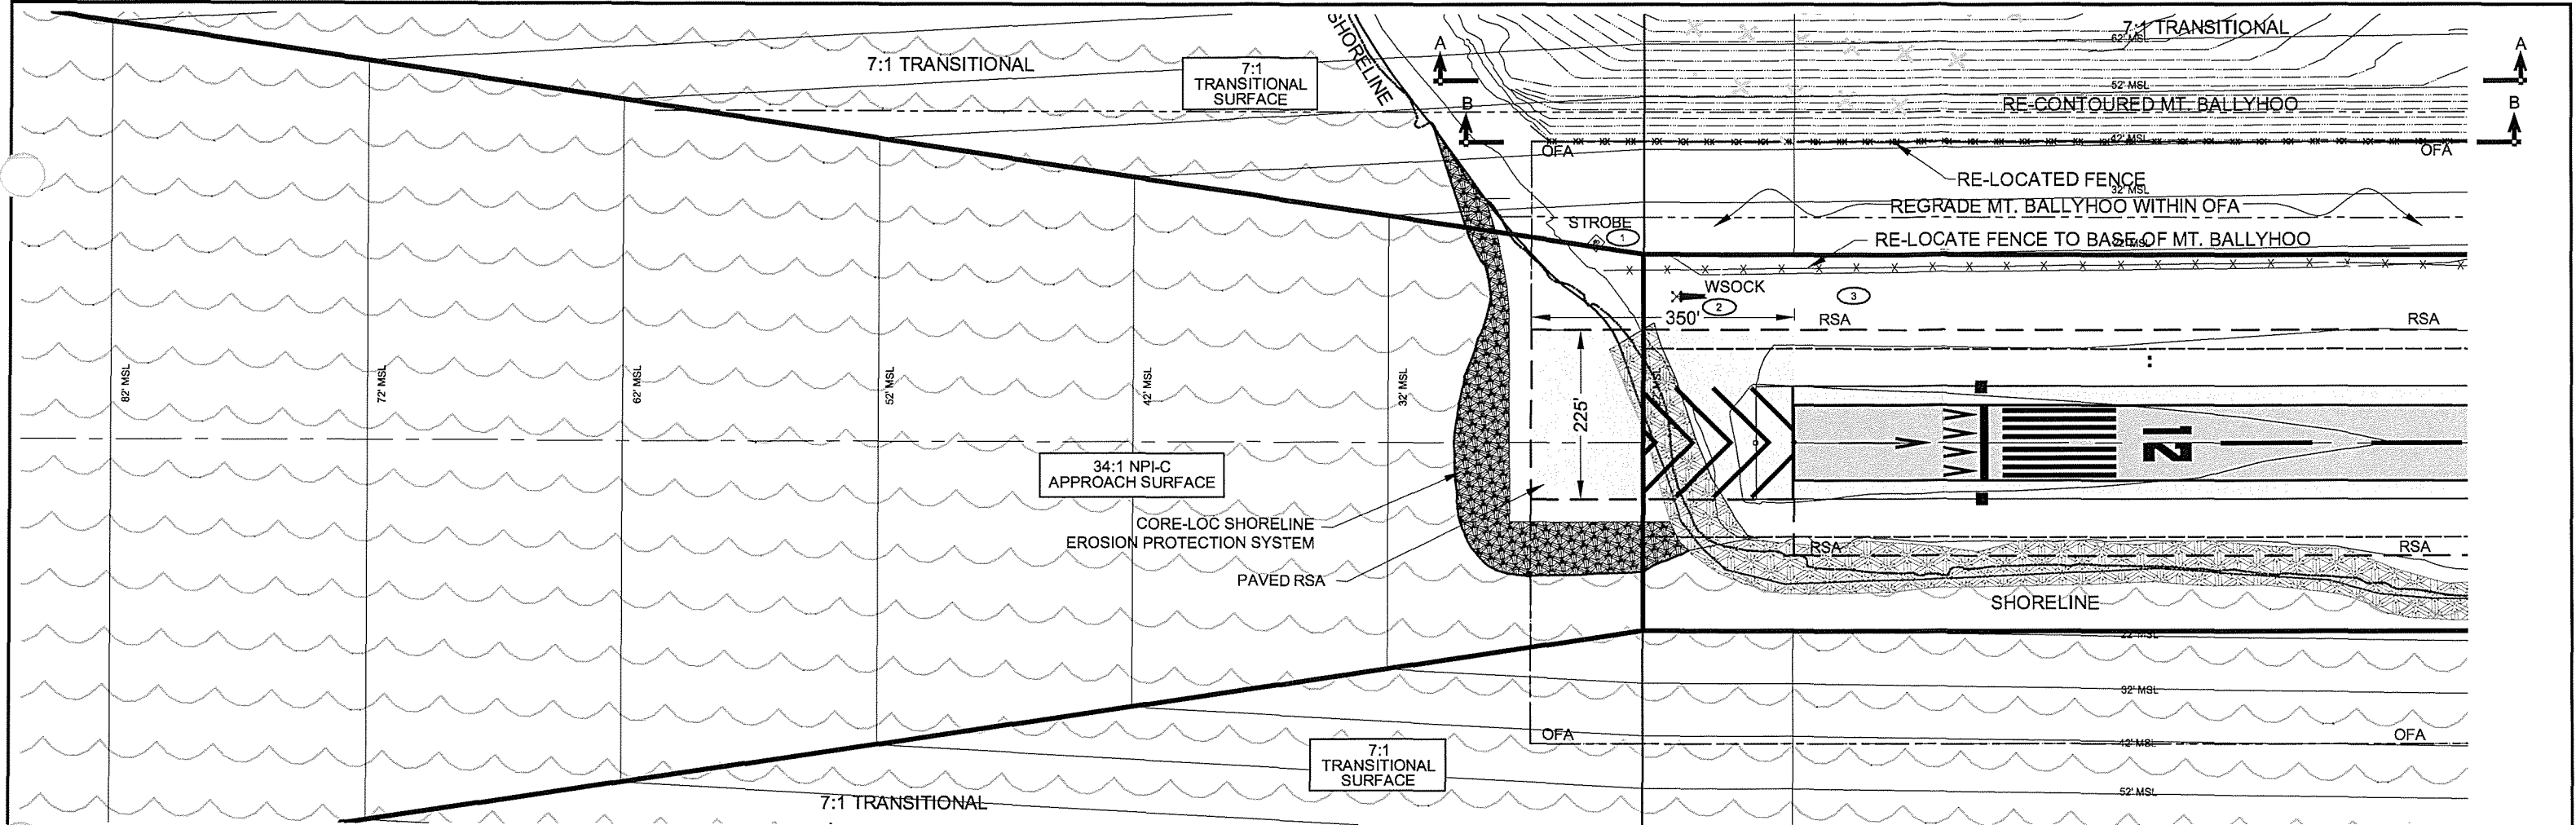 SHORELINE
7:1 TRANSITIONAL
62' MSL
7:1 TRANSITIONAL
7:1
TRANSITIONAL
SURFACE
A
A
52' MSL
RE-CONTOURED MT. BALLYHOO
B
B
42' MSL
OFA
OFA
RE-LOCATED FENCE
32' MSL
REGRADE MT. BALLYHOO WITHIN OFA
STROBE
1
RE-LOCATE FENCE TO BASE OF MT. BALLYHOO
WSOCK
2
3
350'
RSA
RSA
82' MSL
72' MSL
62' MSL
52' MSL
42' MSL
32' MSL
225'
12
34:1 NPI-C
APPROACH SURFACE
CORE-LOC SHORELINE
EROSION PROTECTION SYSTEM
PAVED RSA
RSA
RSA
SHORELINE
22' MSL
32' MSL
OFA
42' MSL
OFA
7:1
TRANSITIONAL
SURFACE
52' MSL
7:1 TRANSITIONAL